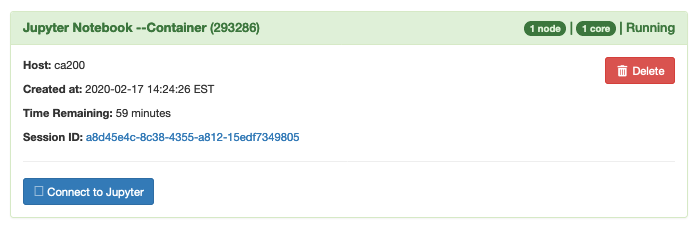 Jupyter Notebook --Container (293286) 1 node | 1 core | Running
Host: ca200
Delete
Created at: 2020-02-17 14:24:26 EST
Time Remaining: 59 minutes
Session ID: a8d45e4c-8c38-4355-a812-15edf7349805
Connect to Jupyter